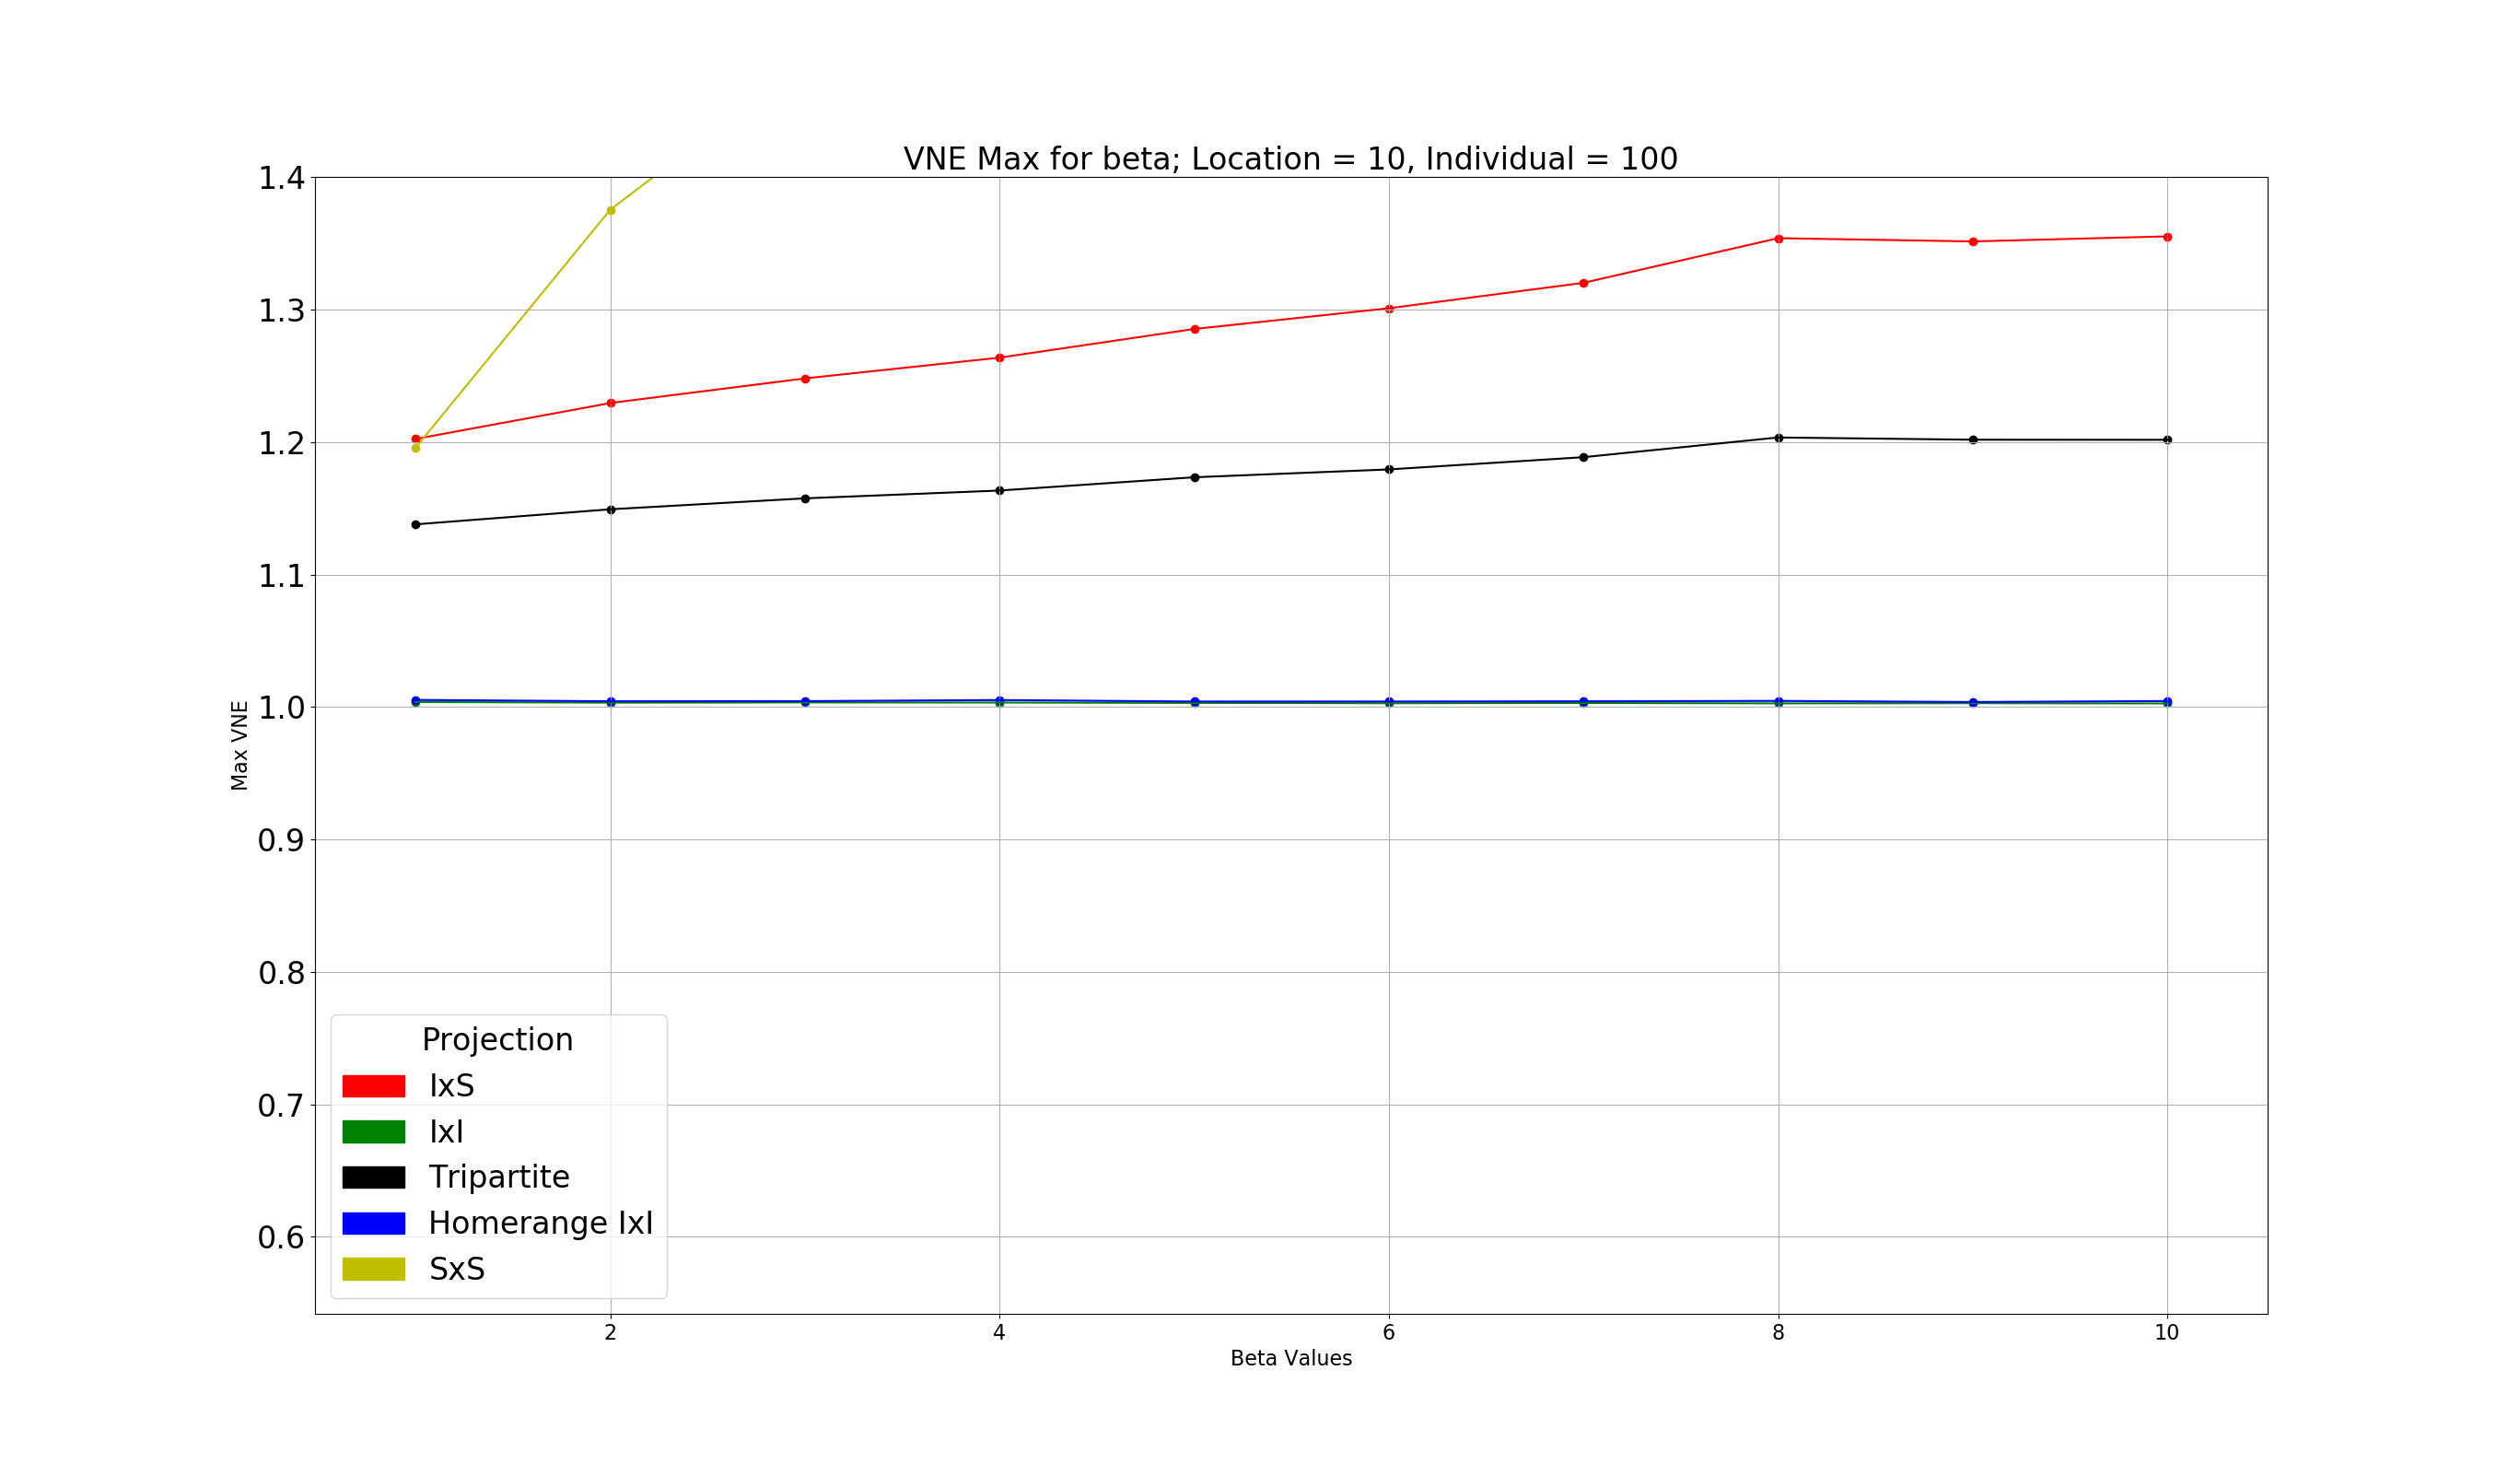 VNE Max for beta; Location = 10, Individual = 100
1.4
1.3
1.2
1.1
1.0
0.9
0.8
0.7
0.6
Max VNE
Projection
IxS
IxI
Tripartite
Homerange IxI
SxS
2 4 6 8 10
Beta Values